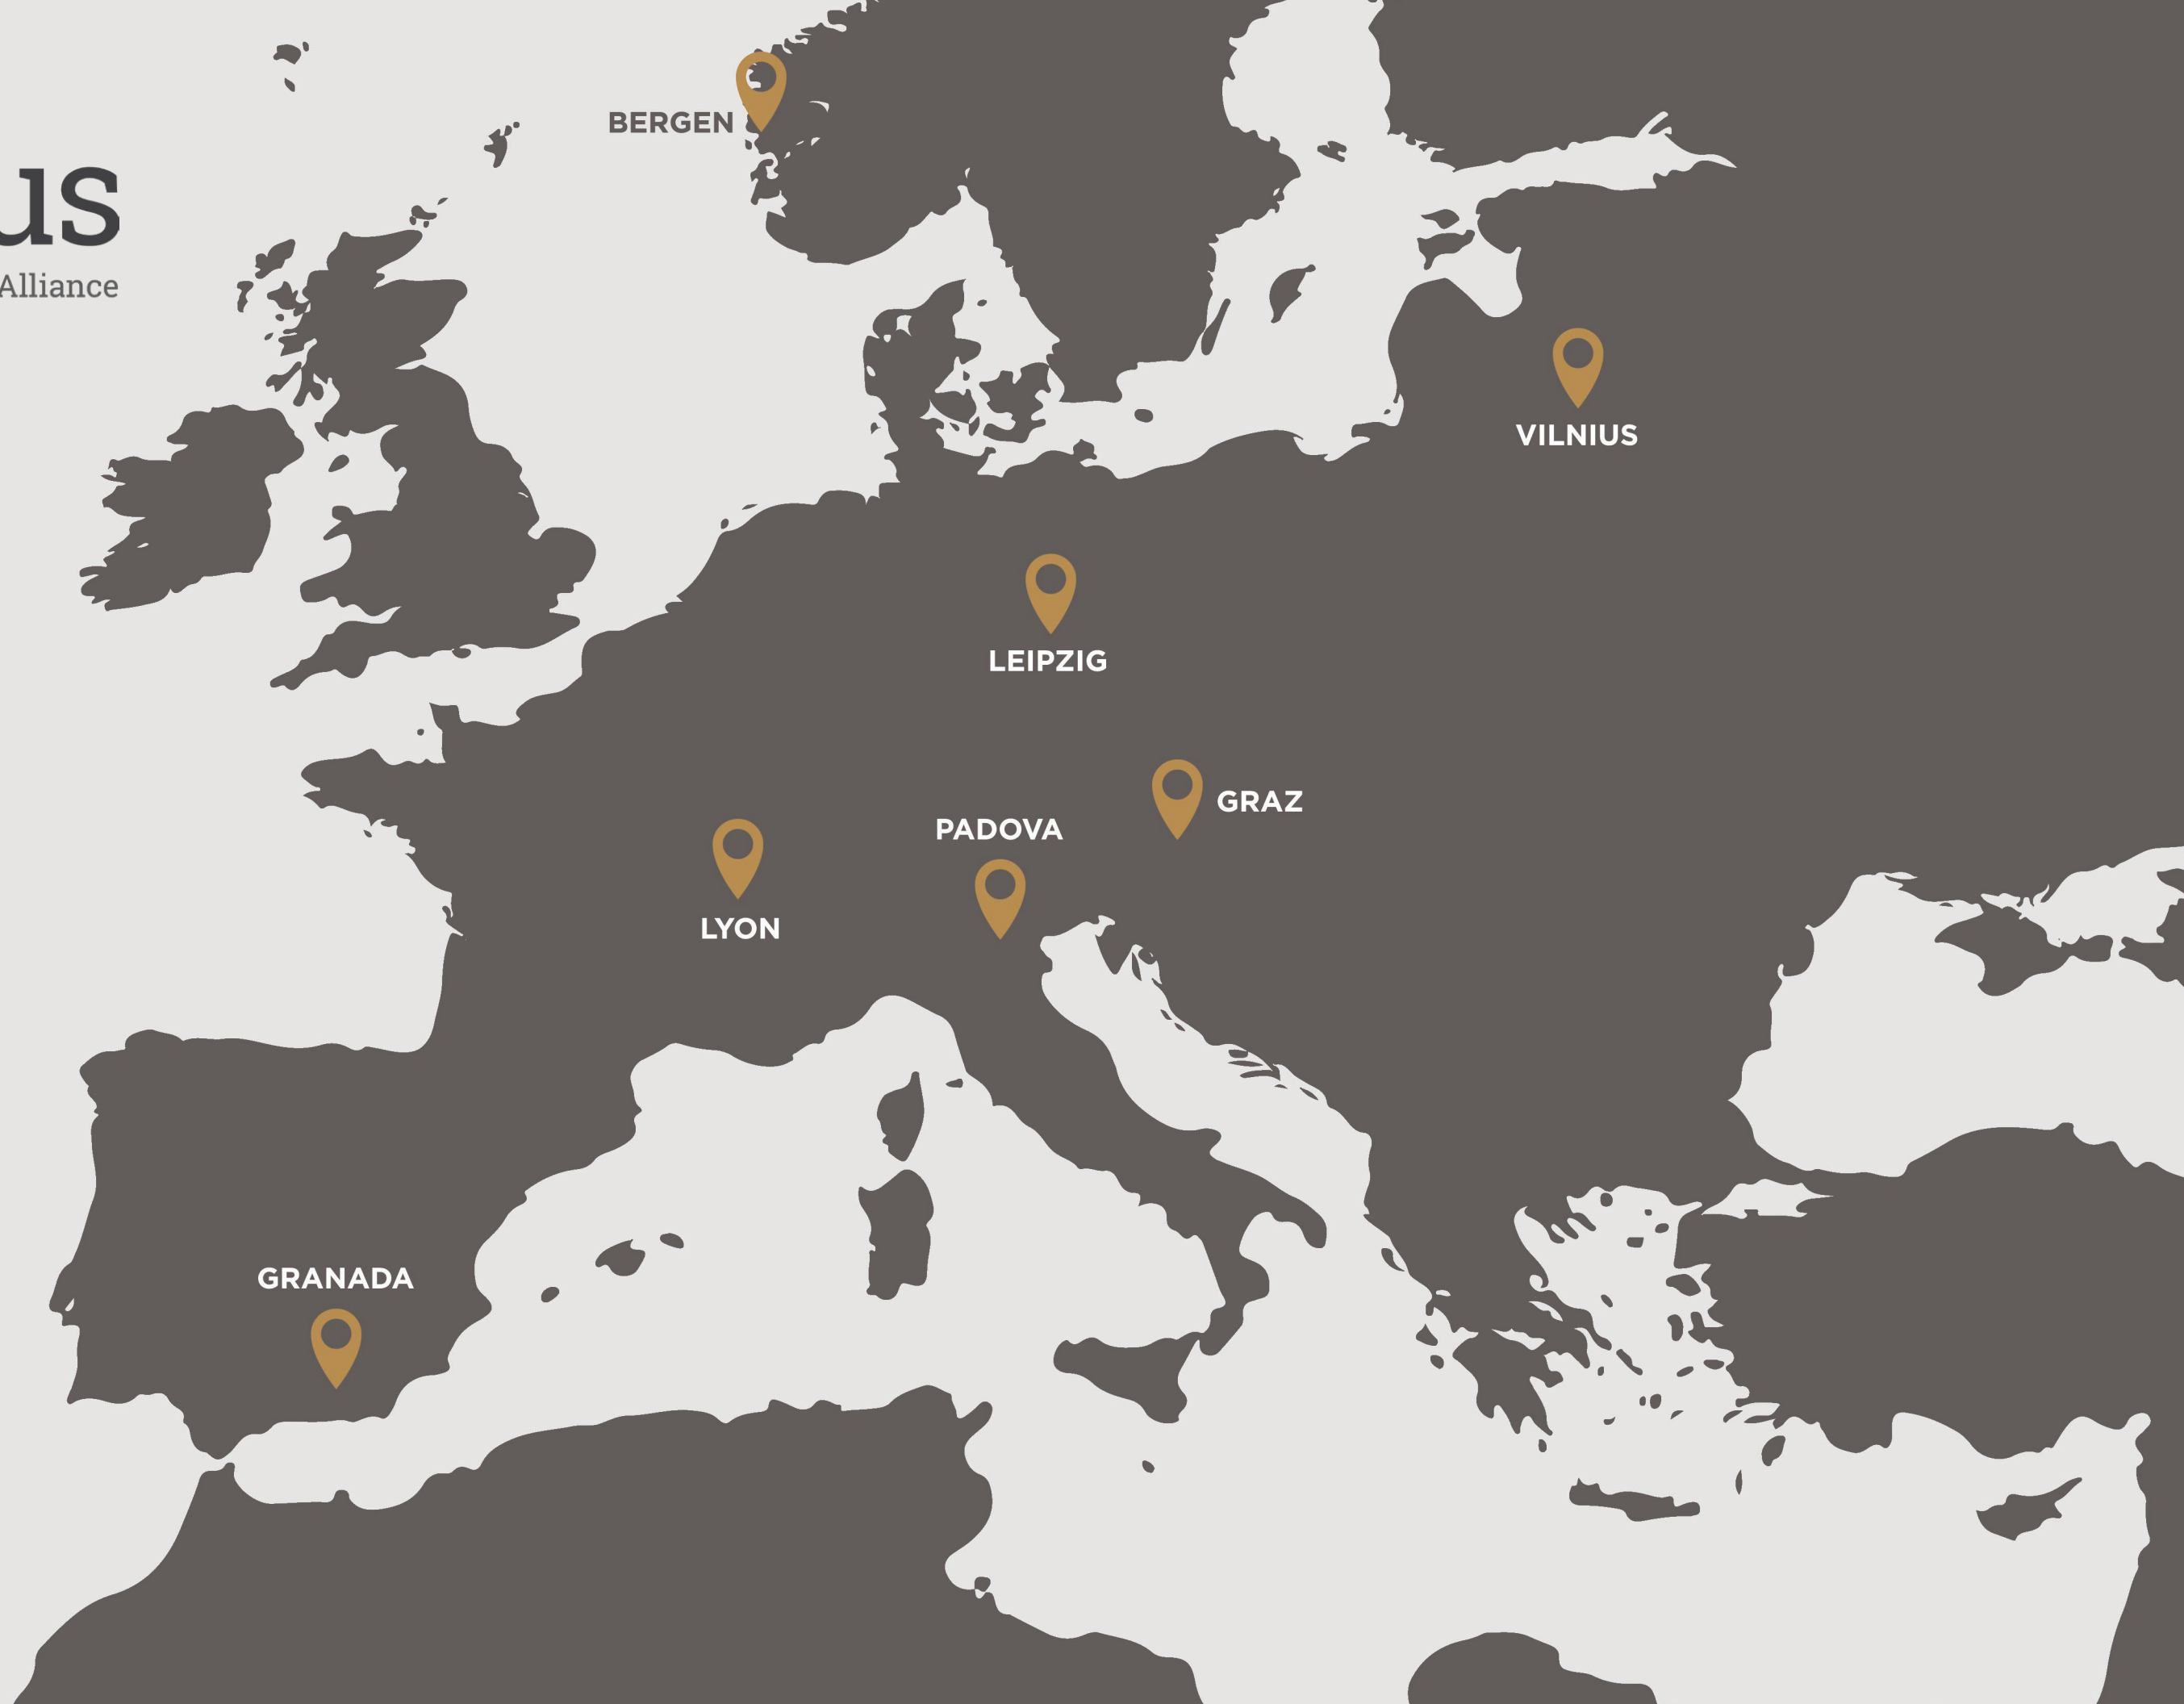 BERGEN
us
Alliance
VILNIUS
LEIPZIG
GRAZ
PADOVA
LYON
GRANADA